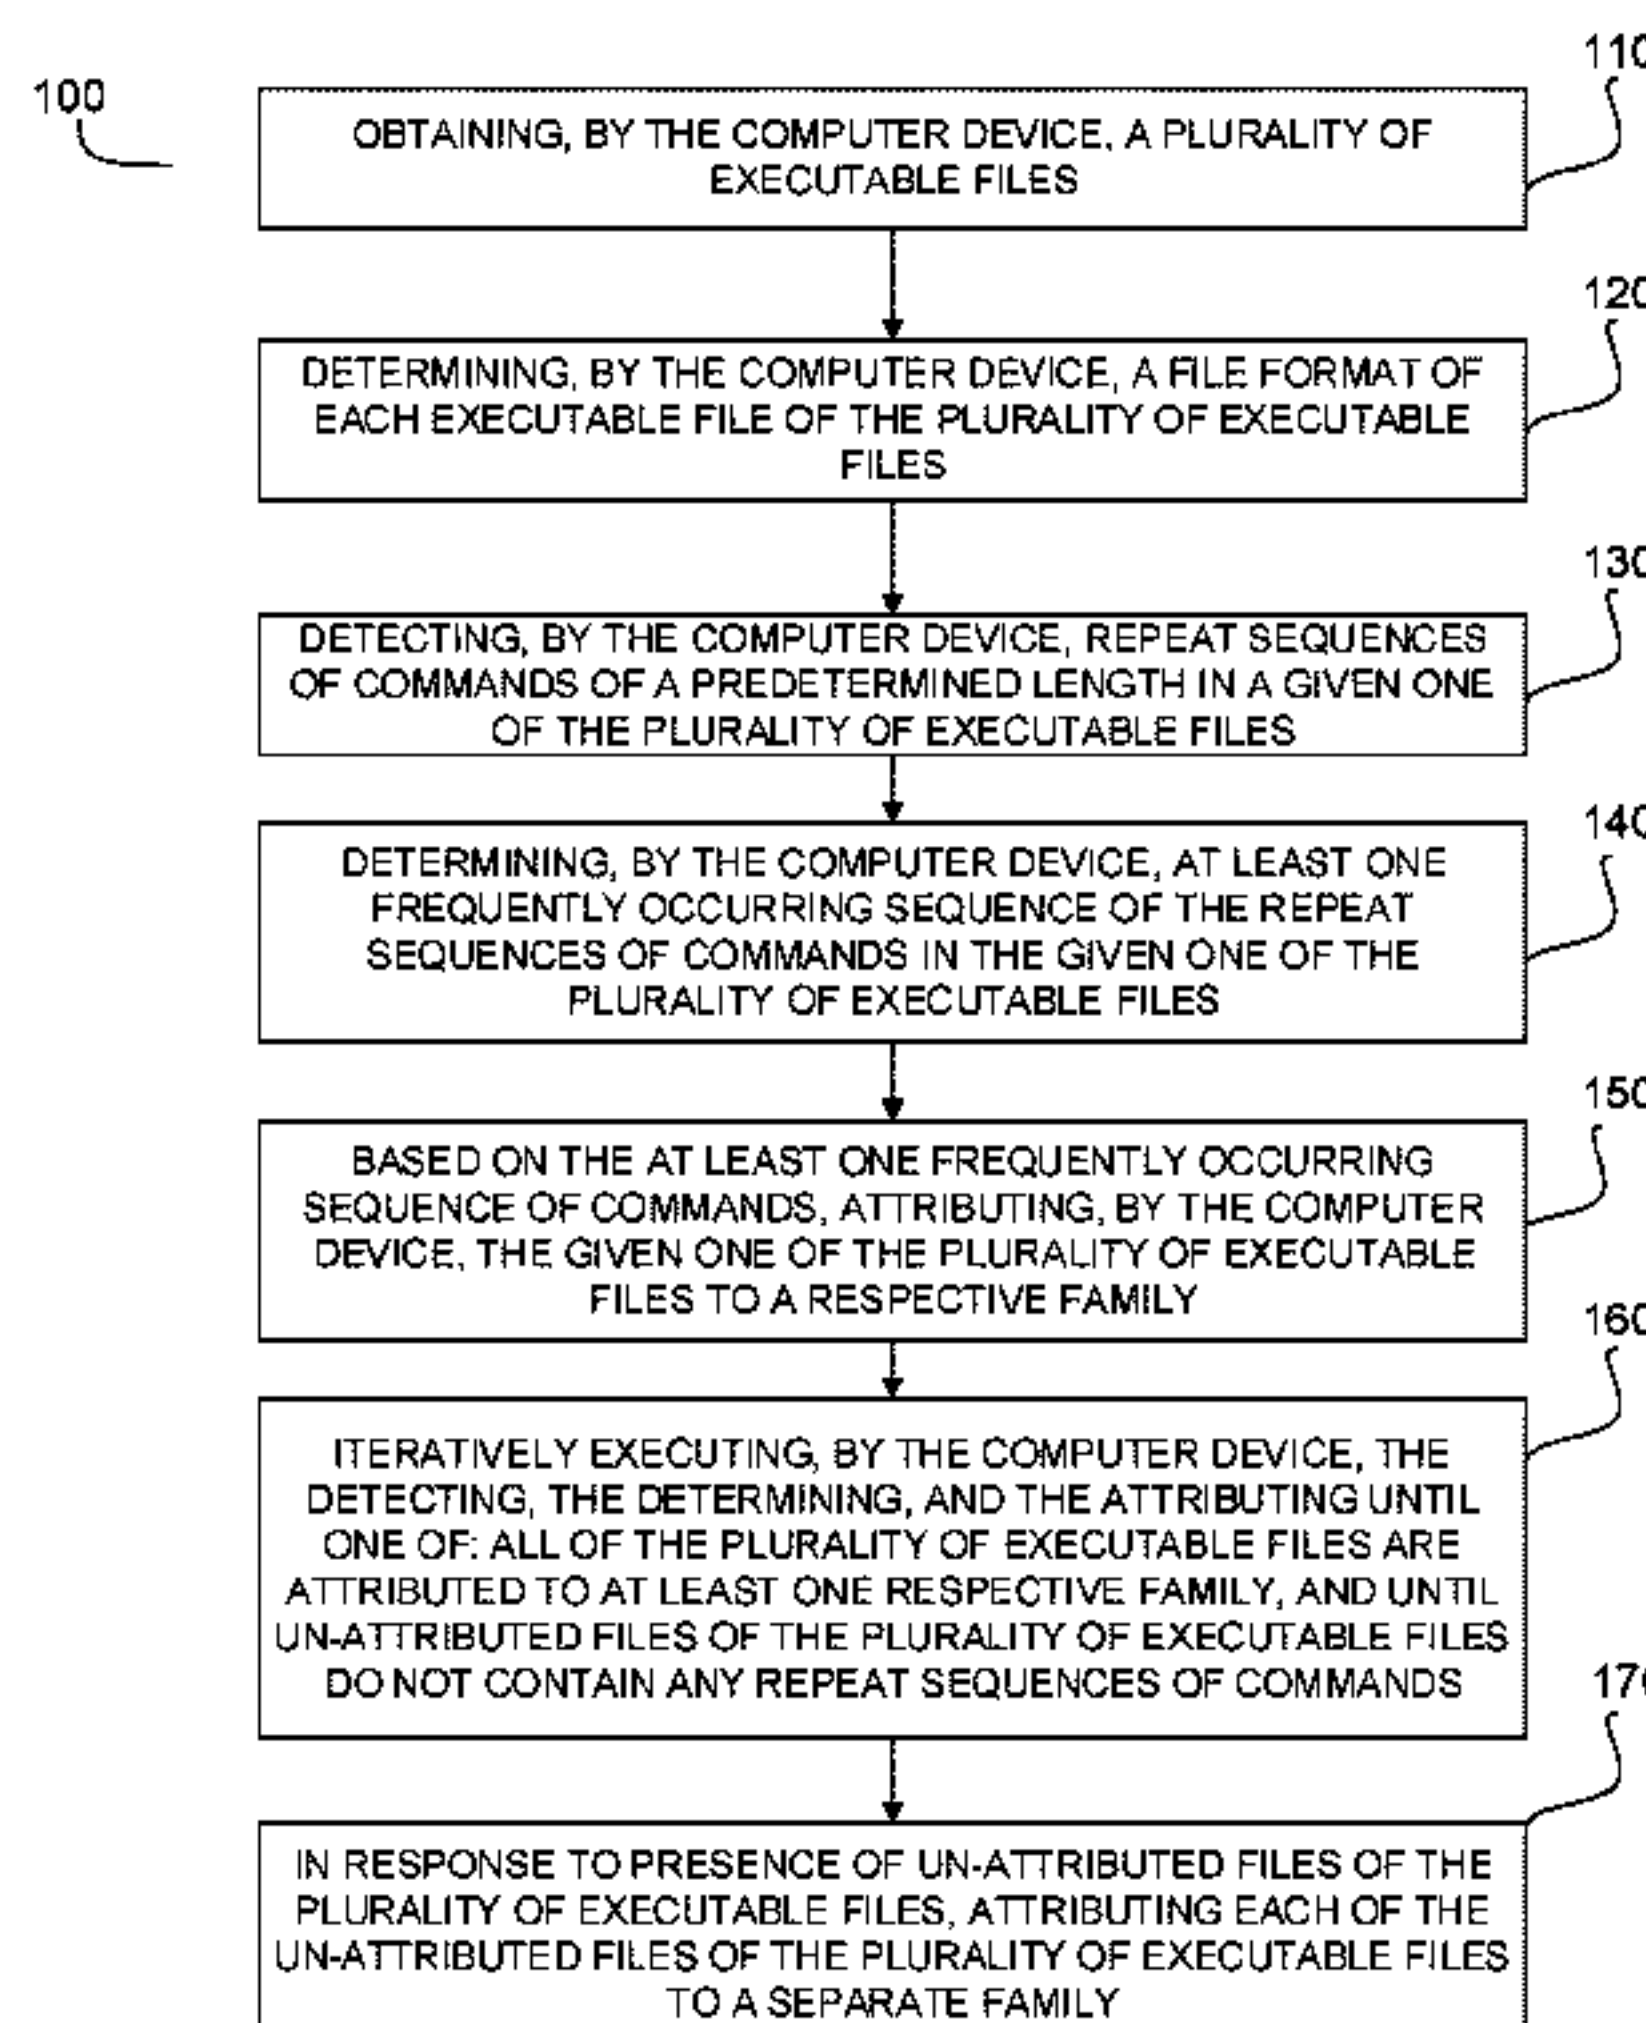 100
110
OBTAINING, BY THE COMPUTER DEVICE, A PLURALITY OF
EXECUTABLE FILES
120
DETERMINING, BY THE COMPUTER DEVICE, A FILE FORMAT OF
EACH EXECUTABLE FILE OF THE PLURALITY OF EXECUTABLE
FILES
130
DETECTING, BY THE COMPUTER DEVICE, REPEAT SEQUENCES
OF COMMANDS OF A PREDETERMINED LENGTH IN A GIVEN ONE
OF THE PLURALITY OF EXECUTABLE FILES
140
DETERMINING, BY THE COMPUTER DEVICE, AT LEAST ONE
FREQUENTLY OCCURRING SEQUENCE OF THE REPEAT
SEQUENCES OF COMMANDS IN THE GIVEN ONE OF THE
PLURALITY OF EXECUTABLE FILES
150
BASED ON THE AT LEAST ONE FREQUENTLY OCCURRING
SEQUENCE OF COMMANDS, ATTRIBUTING, BY THE COMPUTER
DEVICE, THE GIVEN ONE OF THE PLURALITY OF EXECUTABLE
FILES TO A RESPECTIVE FAMILY
160
ITERATIVELY EXECUTING, BY THE COMPUTER DEVICE, THE
DETECTING, THE DETERMINING, AND THE ATTRIBUTING UNTIL
ONE OF: ALL OF THE PLURALITY OF EXECUTABLE FILES ARE
ATTRIBUTED TO AT LEAST ONE RESPECTIVE FAMILY, AND UNTIL
UN-ATTRIBUTED FILES OF THE PLURALITY OF EXECUTABLE FILES
DO NOT CONTAIN ANY REPEAT SEQUENCES OF COMMANDS
170
IN RESPONSE TO PRESENCE OF UN-ATTRIBUTED FILES OF THE
PLURALITY OF EXECUTABLE FILES, ATTRIBUTING EACH OF THE
UN-ATTRIBUTED FILES OF THE PLURALITY OF EXECUTABLE FILES
TO A SEPARATE FAMILY